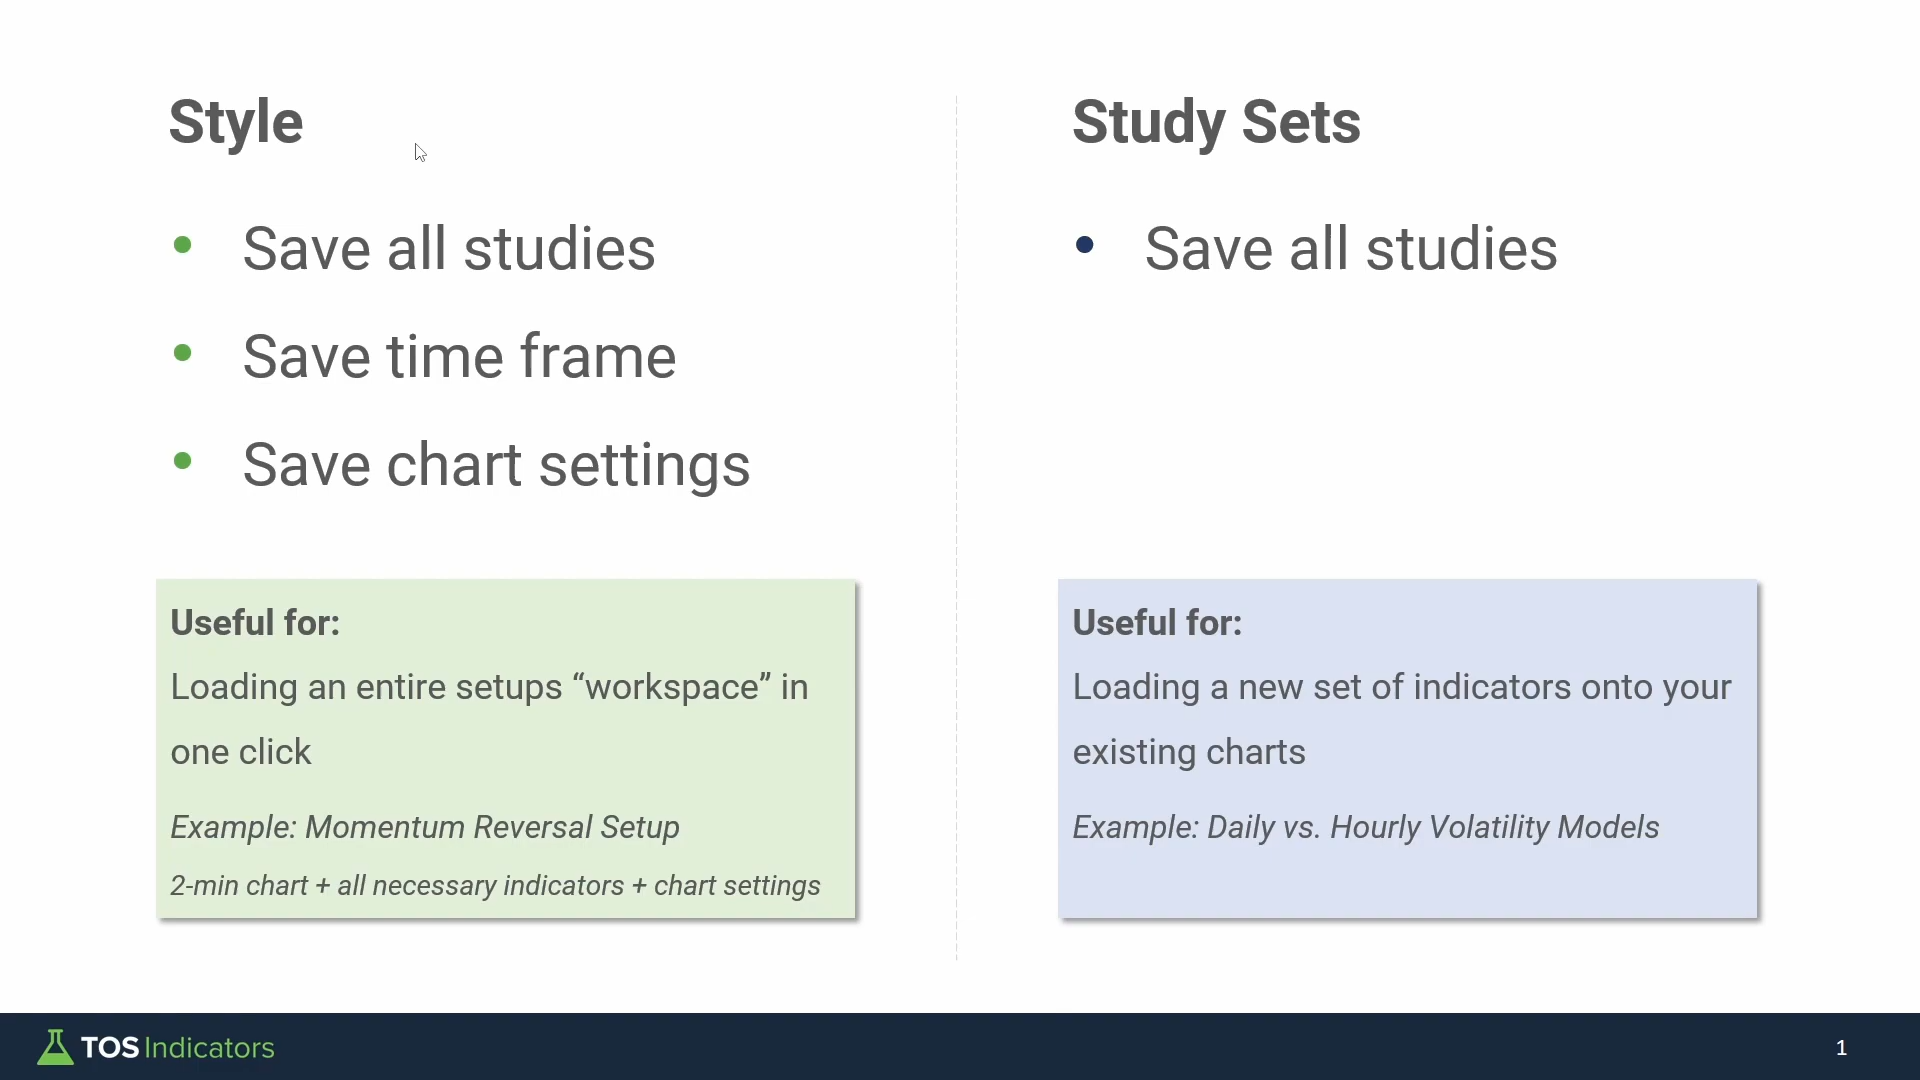 Style
• Save all studies
• Save time frame
• Save chart settings
Useful for:
Loading an entire setups “workspace” in
one click
Example: Momentum Reversal Setup
2-min chart + all necessary indicators + chart settings
Study Sets
• Save all studies
Useful for:
Loading a new set of indicators onto your
existing charts
Example: Daily vs. Hourly Volatility Models
TOS Indicators
1